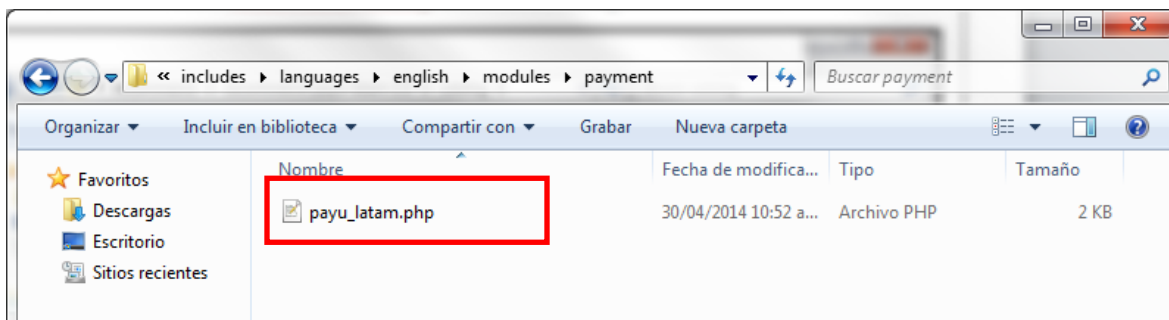 « includes ▸ languages ▸ english ▸ modules ▸ payment
Buscar payment
Organizar
Incluir en biblioteca
Compartir con
Grabar
Nueva carpeta
Favoritos
Descargas
Escritorio
Sitios recientes
Nombre
Fecha de modifica...
Tipo
Tamaño
payu_latam.php
30/04/2014 10:52 a...
Archivo PHP
2 KB